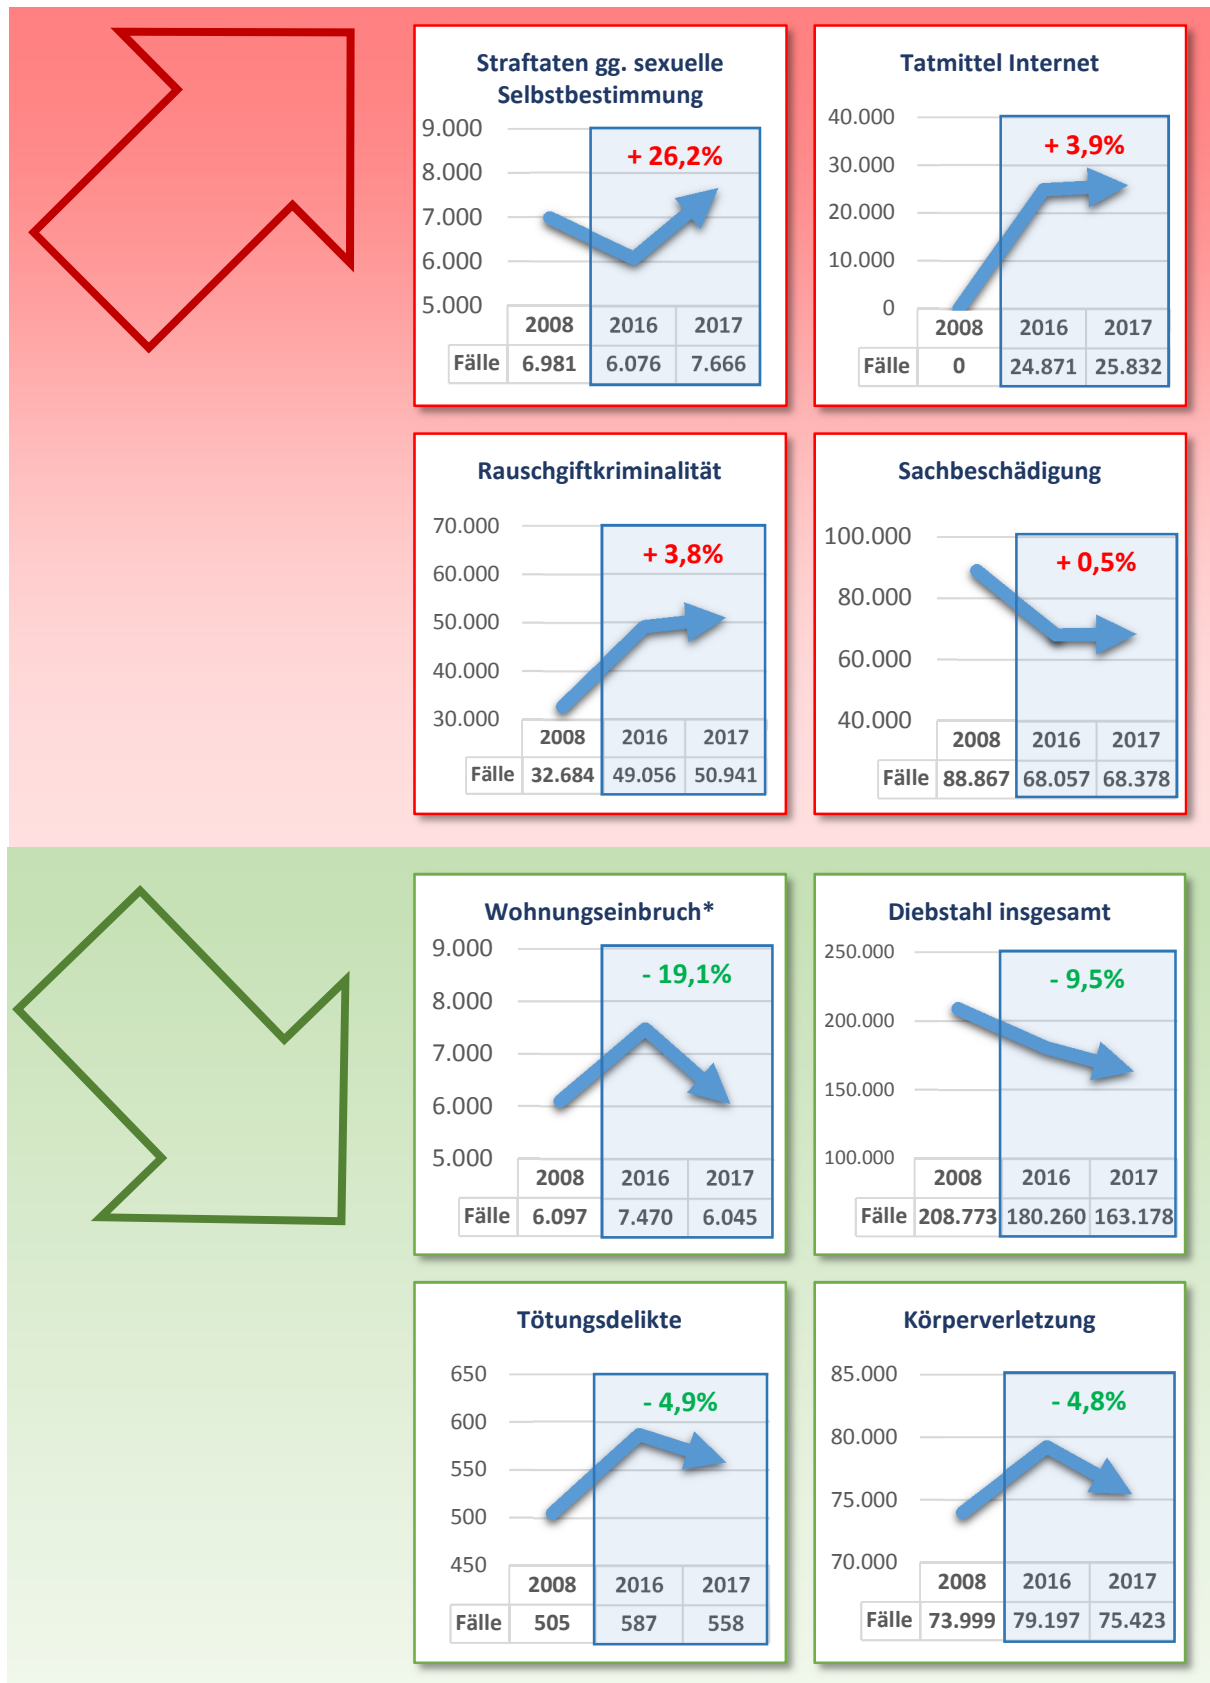 Straftaten gg. sexuelle
Selbstbestimmung
9.000
8.000
7.000
6.000
5.000
+ 26,2%
2008 2016 2017
Fälle 6.981 6.076 7.666
Tatmittel Internet
40.000
30.000
20.000
10.000
0
+ 3,9%
2008 2016 2017
Fälle 0 24.871 25.832
Rauschgiftkriminalität
70.000
60.000
50.000
40.000
30.000
+ 3,8%
2008 2016 2017
Fälle 32.684 49.056 50.941
Sachbeschädigung
100.000
80.000
60.000
40.000
+ 0,5%
2008 2016 2017
Fälle 88.867 68.057 68.378
Wohnungseinbruch*
9.000
8.000
7.000
6.000
5.000
- 19,1%
2008 2016 2017
Fälle 6.097 7.470 6.045
Diebstahl insgesamt
250.000
200.000
150.000
100.000
- 9,5%
2008 2016 2017
Fälle 208.773 180.260 163.178
Tötungsdelikte
650
600
550
500
450
- 4,9%
2008 2016 2017
Fälle 505 587 558
Körperverletzung
85.000
80.000
75.000
70.000
- 4,8%
2008 2016 2017
Fälle 73.999 79.197 75.423